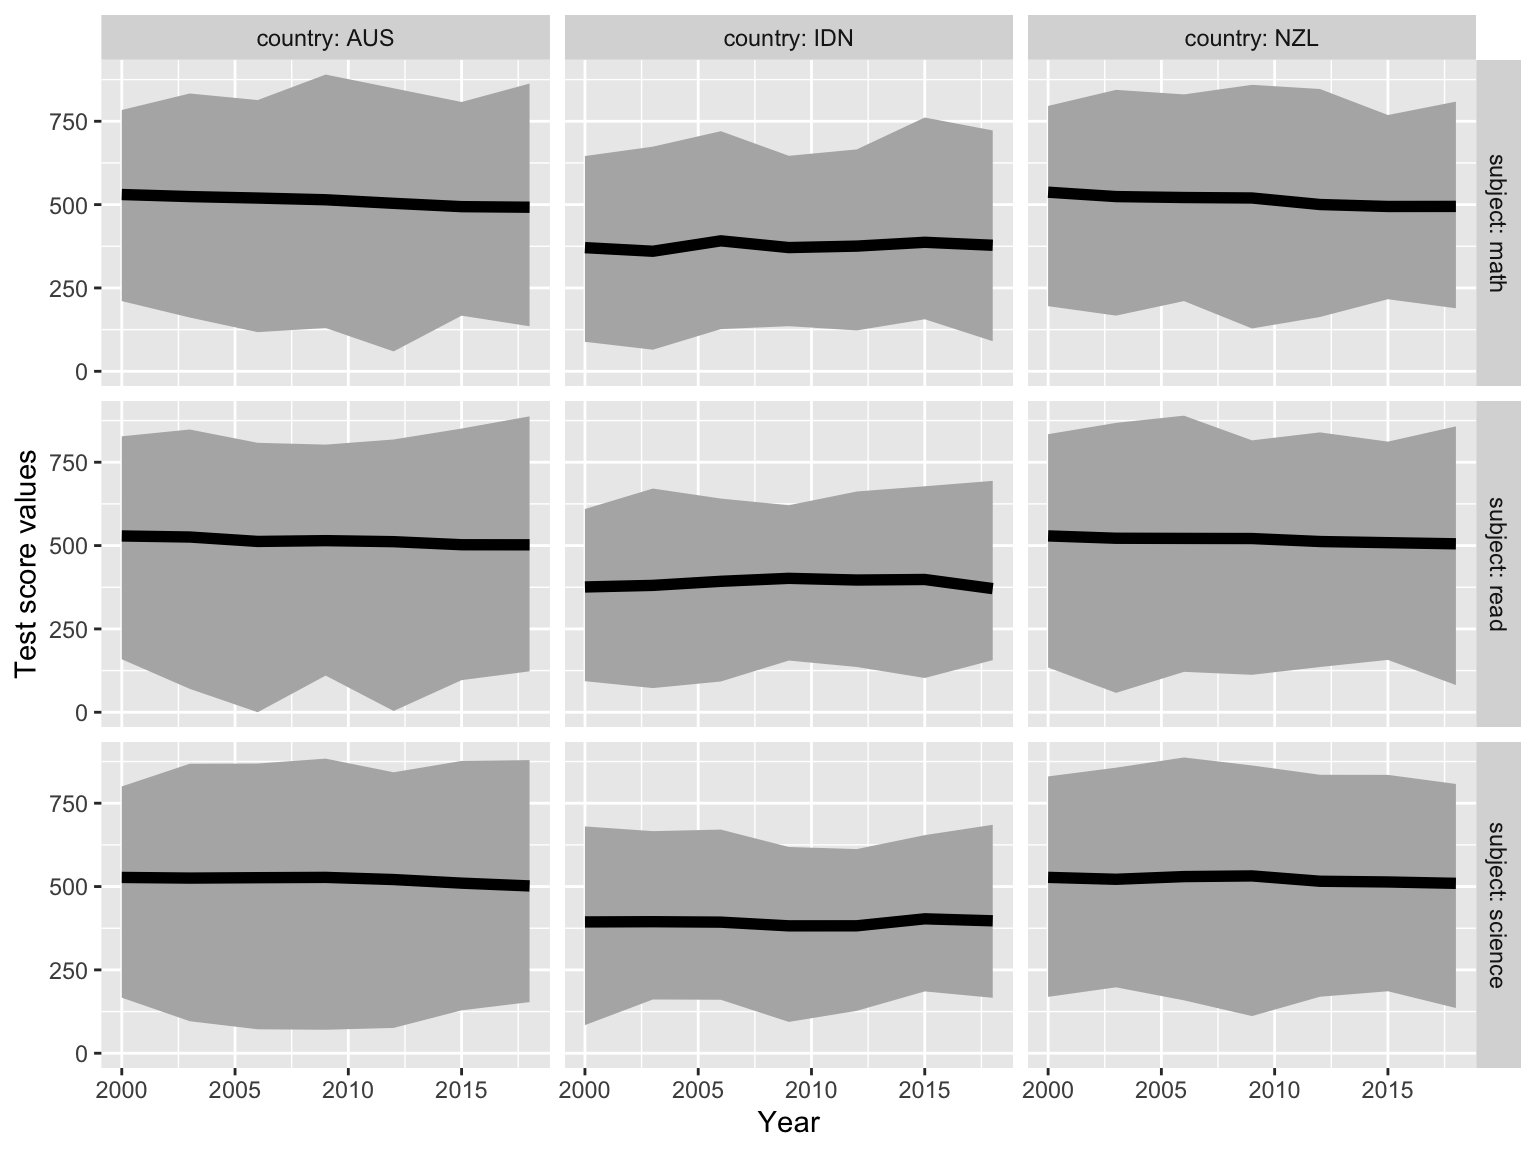 country: AUS
country: IDN
country: NZL
Test score values
750
500
250
0
subject: math
750
500
250
0
subject: read
750
500
250
0
subject: science
2000 2005 2010 2015
2000 2005 2010 2015
2000 2005 2010 2015
Year